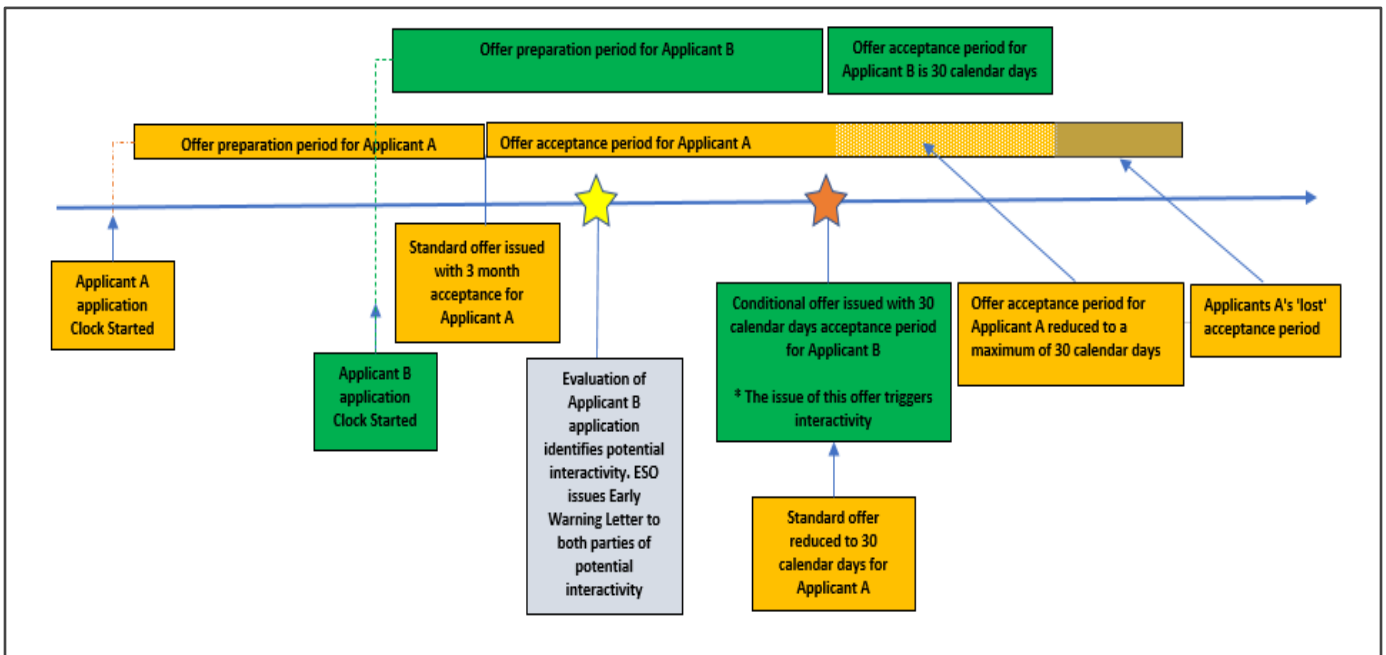 Offer preparation period for Applicant B
Offer acceptance period for
Applicant B is 30 calendar days
Offer preparation period for Applicant A
Offer acceptance period for Applicant A
Applicant A
application
Clock Started
Applicant B
application
Clock Started
Standard offer issued
with 3 month
acceptance for
Applicant A
Evaluation of
Applicant B
application
identifies potential
interactivity. ESO
issues Early
Warning Letter to
both parties of
potential
interactivity
Conditional offer issued with 30
calendar days acceptance period
for Applicant B
* The issue of this offer triggers
interactivity
Standard offer
reduced to 30
calendar days for
Applicant A
Offer acceptance period for
Applicant A reduced to a
maximum of 30 calendar days
Applicants A's 'lost'
acceptance period